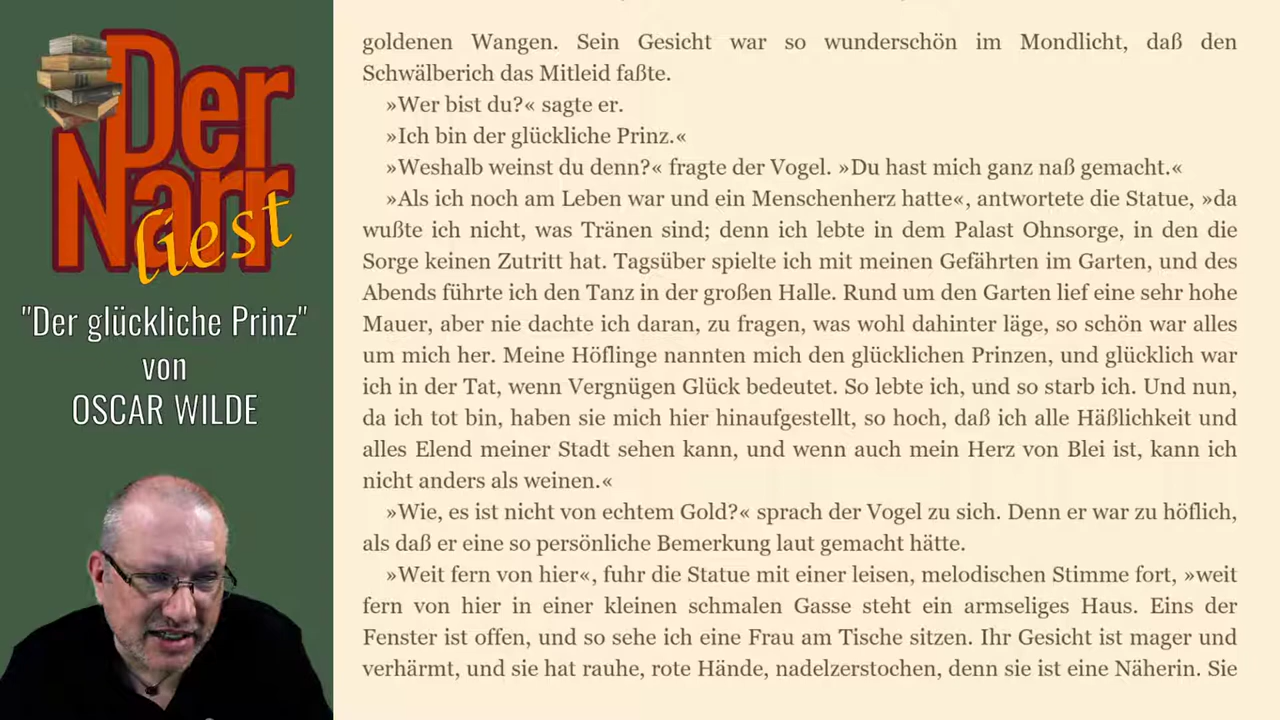 Der
Narr
liest
"Der glückliche Prinz"
von
OSCAR WILDE
goldenen Wangen. Sein Gesicht war so wunderschön im Mondlicht, daß den
Schwälberich das Mitleid faßte.
»Wer bist du?« sagte er.
»Ich bin der glückliche Prinz.«
»Weshalb weinst du denn?« fragte der Vogel. »Du hast mich ganz naß gemacht.«
»Als ich noch am Leben war und ein Menschenherz hatte«, antwortete die Statue, »da
wußte ich nicht, was Tränen sind; denn ich lebte in dem Palast Ohnsorge, in den die
Sorge keinen Zutritt hat. Tagsüber spielte ich mit meinen Gefährten im Garten, und des
Abends führte ich den Tanz in der großen Halle. Rund um den Garten lief eine sehr hohe
Mauer, aber nie dachte ich daran, zu fragen, was wohl dahinter läge, so schön war alles
um mich her. Meine Höflinge nannten mich den glücklichen Prinzen, und glücklich war
ich in der Tat, wenn Vergnügen Glück bedeutet. So lebte ich, und so starb ich. Und nun,
da ich tot bin, haben sie mich hier hinaufgestellt, so hoch, daß ich alle Häßlichkeit und
alles Elend meiner Stadt sehen kann, und wenn auch mein Herz von Blei ist, kann ich
nicht anders als weinen.«
»Wie, es ist nicht von echtem Gold?« sprach der Vogel zu sich. Denn er war zu höflich,
als daß er eine so persönliche Bemerkung laut gemacht hätte.
»Weit fern von hier«, fuhr die Statue mit einer leisen, melodischen Stimme fort, »weit
fern von hier in einer kleinen schmalen Gasse steht ein armseliges Haus. Eins der
Fenster ist offen, und so sehe ich eine Frau am Tische sitzen. Ihr Gesicht ist mager und
verhärmt, und sie hat rauhe, rote Hände, nadelzerstochen, denn sie ist eine Näherin. Sie